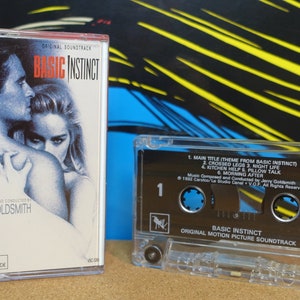 ORIGINAL SOUNDTRACK
BASIC INSTINCT
CONDUCTED
LDSMITH
1. MAIN TITLE (THEME FROM BASIC INSTINCT)
2. CROSSED LEGS 3. NIGHT LIFE
4. KITCHEN HELP 5. PILLOW TALK
6. MORNING AFTER
Music Composed and Conducted by Jerry Goldsmith
1
BASIC INSTINCT
ORIGINAL MOTION PICTURE SOUNDTRACK